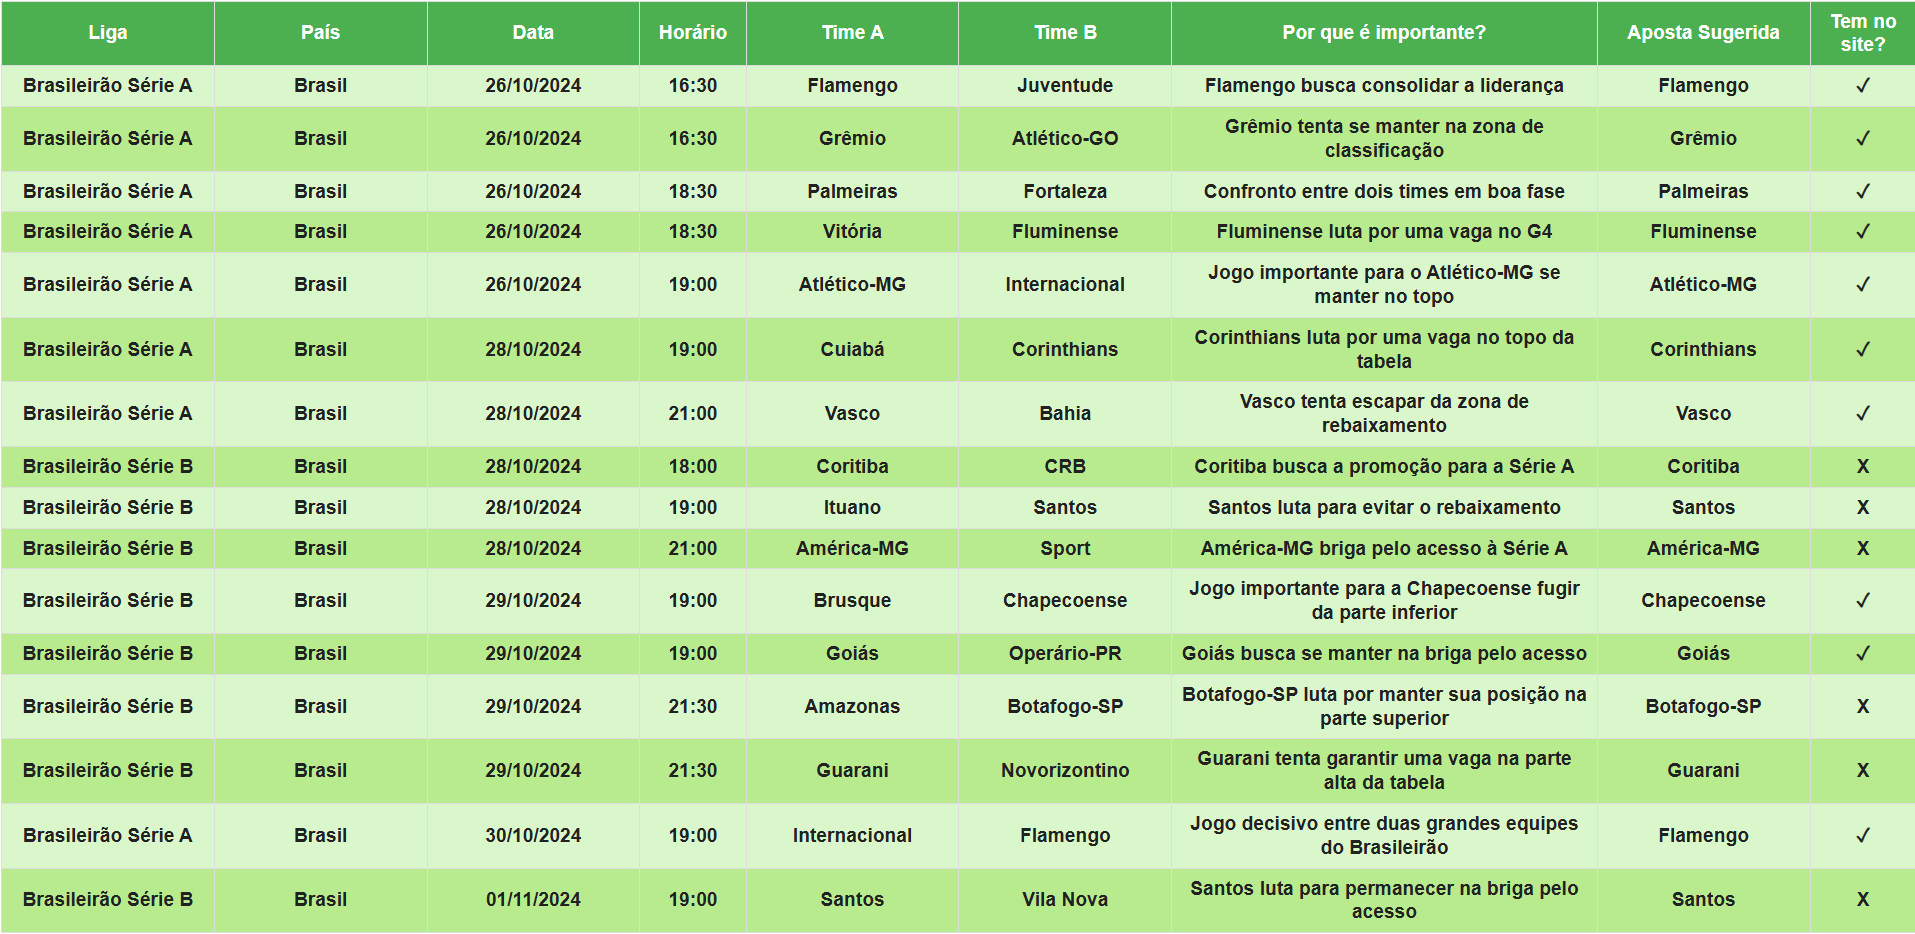 Liga País Data Horário Time A Time B Por que é importante? Aposta Sugerida Tem no site?
Brasileirão Série A Brasil 26/10/2024 16:30 Flamengo Juventude Flamengo busca consolidar a liderança Flamengo ✓
Brasileirão Série A Brasil 26/10/2024 16:30 Grêmio Atlético-GO Grêmio tenta se manter na zona de classificação Grêmio ✓
Brasileirão Série A Brasil 26/10/2024 18:30 Palmeiras Fortaleza Confronto entre dois times em boa fase Palmeiras ✓
Brasileirão Série A Brasil 26/10/2024 18:30 Vitória Fluminense Fluminense luta por uma vaga no G4 Fluminense ✓
Brasileirão Série A Brasil 26/10/2024 19:00 Atlético-MG Internacional Jogo importante para o Atlético-MG se manter no topo Atlético-MG ✓
Brasileirão Série A Brasil 28/10/2024 19:00 Cuiabá Corinthians Corinthians luta por uma vaga no topo da tabela Corinthians ✓
Brasileirão Série A Brasil 28/10/2024 21:00 Vasco Bahia Vasco tenta escapar da zona de rebaixamento Vasco ✓
Brasileirão Série B Brasil 28/10/2024 18:00 Coritiba CRB Coritiba busca a promoção para a Série A Coritiba X
Brasileirão Série B Brasil 28/10/2024 19:00 Ituano Santos Santos luta para evitar o rebaixamento Santos X
Brasileirão Série B Brasil 28/10/2024 21:00 América-MG Sport América-MG briga pelo acesso à Série A América-MG X
Brasileirão Série B Brasil 29/10/2024 19:00 Brusque Chapecoense Jogo importante para a Chapecoense fugir da parte inferior Chapecoense ✓
Brasileirão Série B Brasil 29/10/2024 19:00 Goiás Operário-PR Goiás busca se manter na briga pelo acesso Goiás ✓
Brasileirão Série B Brasil 29/10/2024 21:30 Amazonas Botafogo-SP Botafogo-SP luta por manter sua posição na parte superior Botafogo-SP X
Brasileirão Série B Brasil 29/10/2024 21:30 Guarani Novorizontino Guarani tenta garantir uma vaga na parte alta da tabela Guarani X
Brasileirão Série A Brasil 30/10/2024 19:00 Internacional Flamengo Jogo decisivo entre duas grandes equipes do Brasileirão Flamengo ✓
Brasileirão Série B Brasil 01/11/2024 19:00 Santos Vila Nova Santos luta para permanecer na briga pelo acesso Santos X